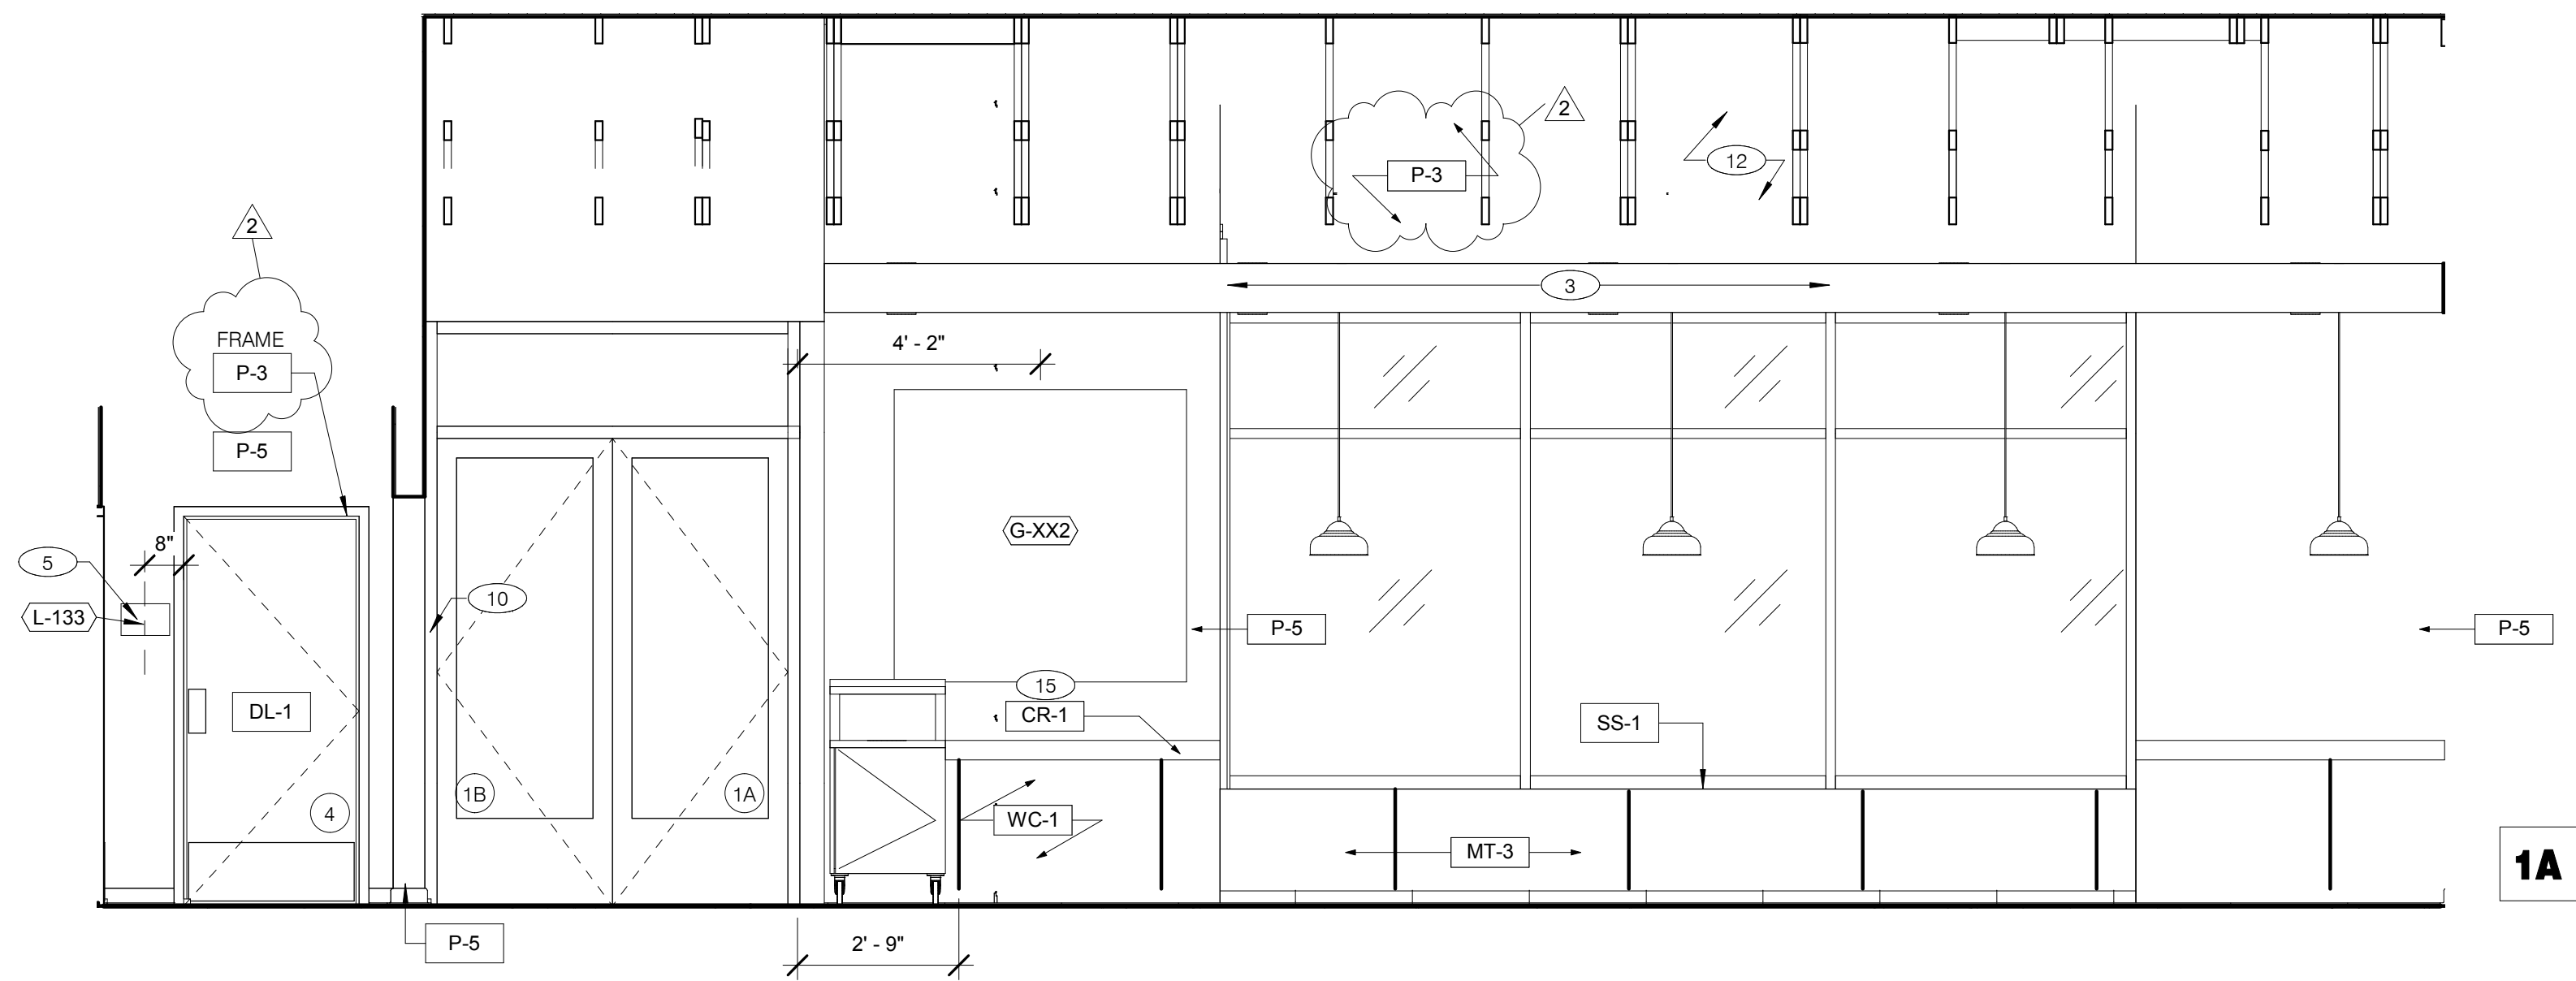 2
P-3
12
2
3
FRAME
4' - 2"
P-3
P-5
G-XX2
8"
5
10
L-133
P-5
P-5
15
DL-1
CR-1
SS-1
1B
1A
4
WC-1
MT-3
1A
P-5
2' - 9"